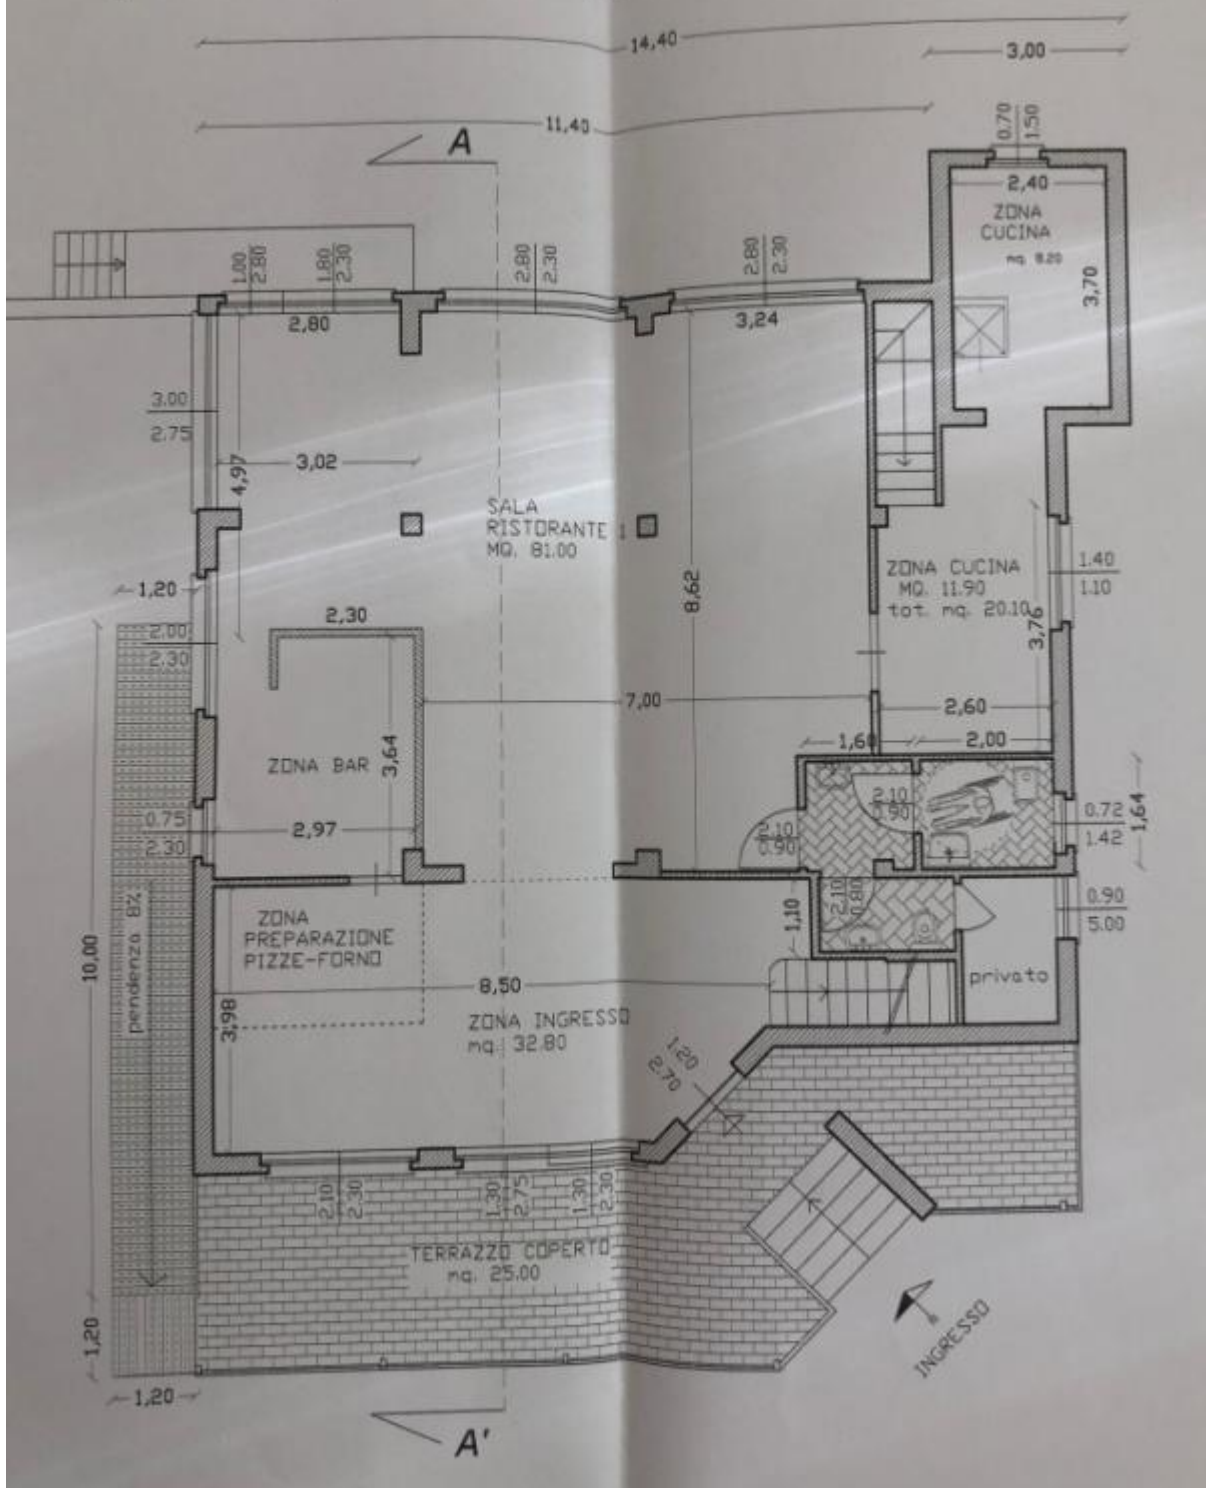 14,40
3,00
11,40
A
0.70
1.50
2,40
ZONA
CUCINA
mq. 8.20
3,70
1.00
2.80
1.80
2.30
2.80
2.30
2.80
2.30
2,80
3,24
3.00
2.75
4,97
3,02
SALA
RISTORANTE 1
MQ. 81.00
8,62
ZONA CUCINA
MQ. 11.90
tot. mq. 20.10
3,76
1.40
1.10
1,20
2.00
2.30
2,30
7,00
2,60
1,60
2,00
ZONA BAR
3,64
2.10
0.90
2.10
0.90
0.72
1.42
1,64
0.75
2.30
2,97
2.10
0.80
0.90
5.00
1,10
ZONA
PREPARAZIONE
PIZZE-FORNO
pendenza 8%
10,00
privato
8,50
3,98
ZONA INGRESSO
mq. 32.80
1.20
2.70
2.10
2.30
1.30
2.75
1.30
2.30
TERRAZZO COPERTO
mq. 25.00
INGRESSO
1,20
1,20
A'